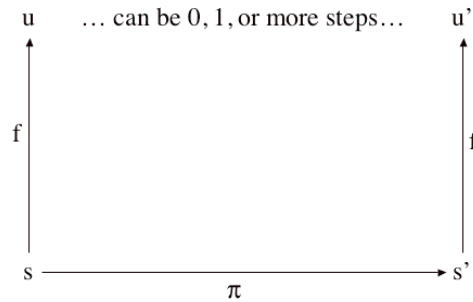 u … can be 0, 1, or more steps… u'
f f
s s'
π